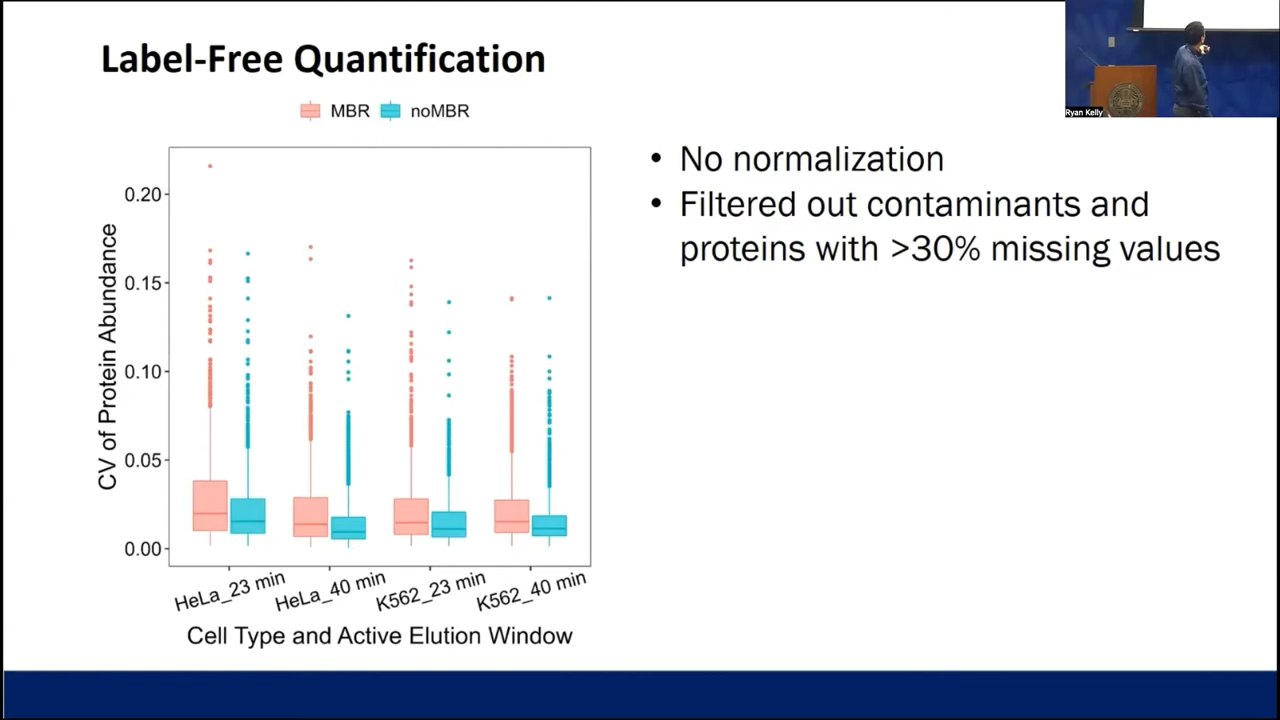 Label-Free Quantification
MBR noMBR
CV of Protein Abundance
0.20
0.15
0.10
0.05
0.00
HeLa_23 min
HeLa_40 min
K562_23 min
K562_40 min
Cell Type and Active Elution Window
• No normalization
• Filtered out contaminants and
proteins with >30% missing values
Ryan Kelly